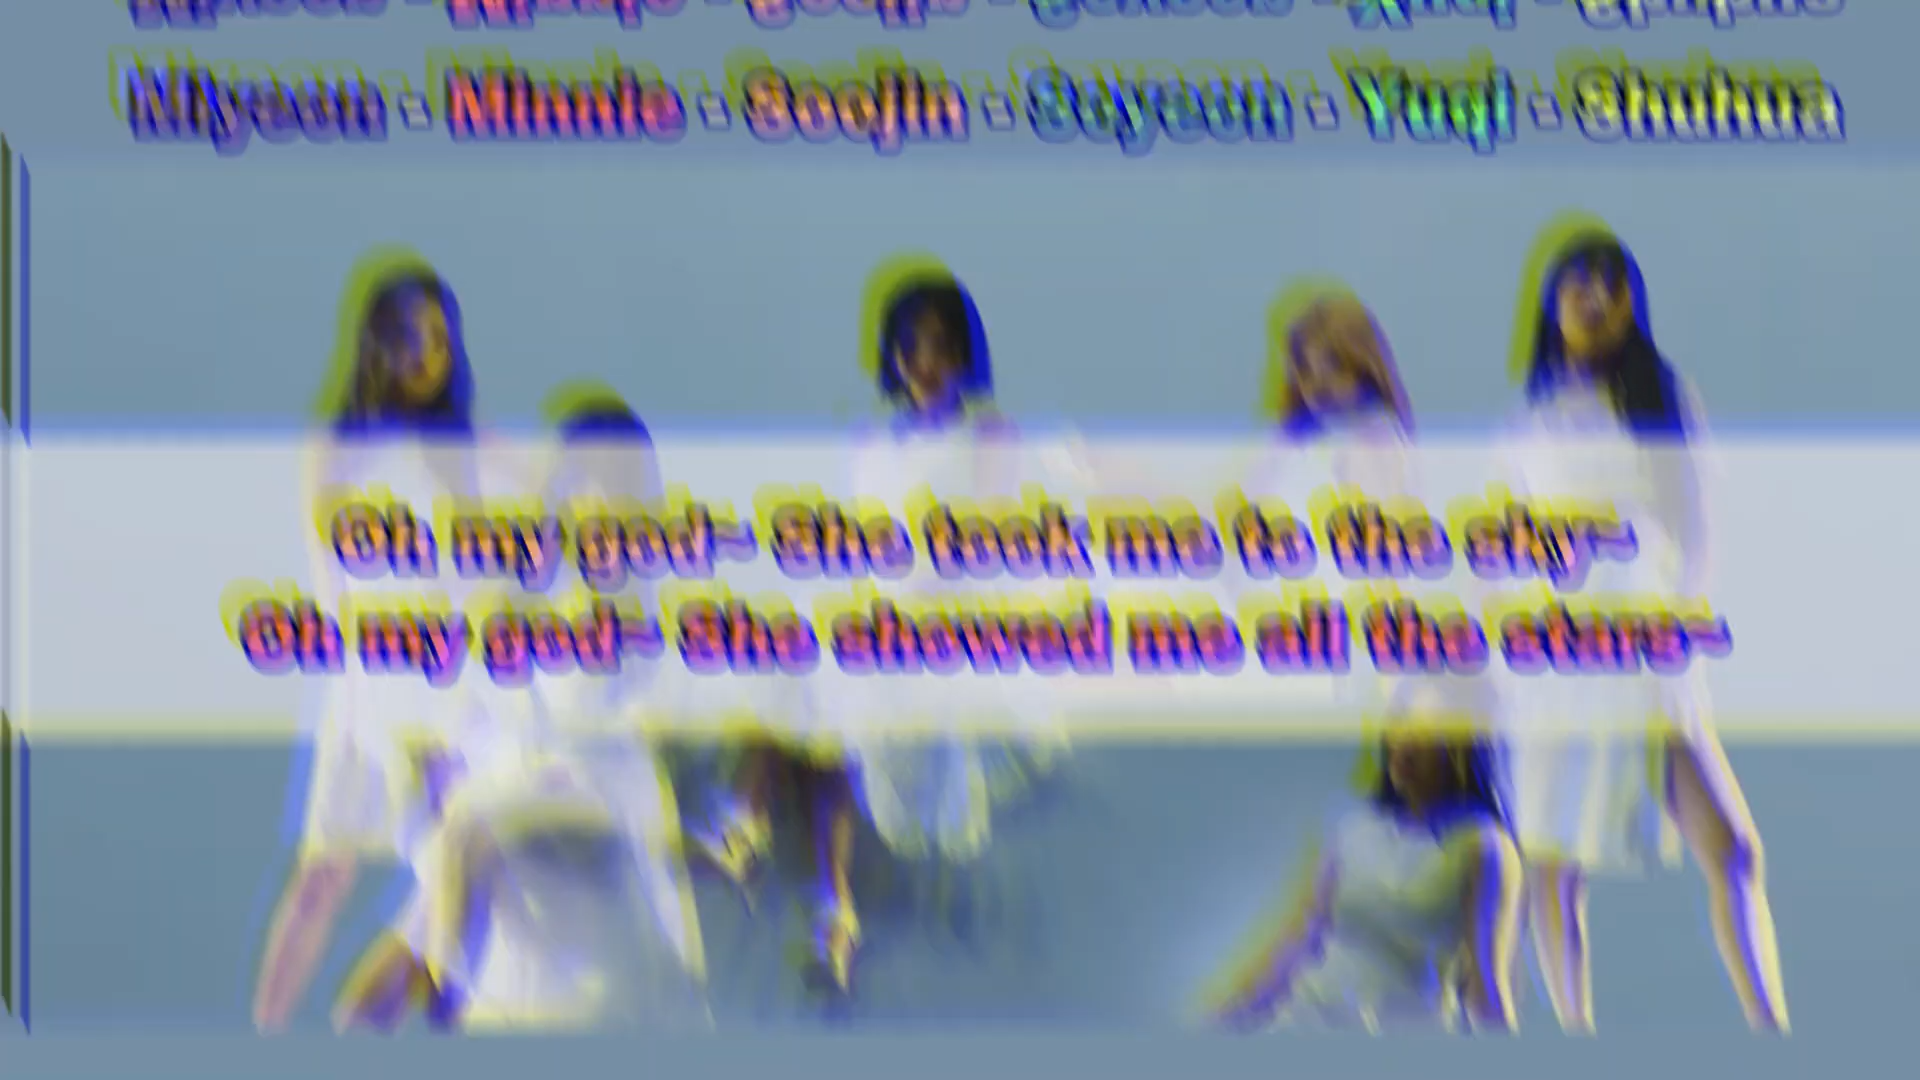 Miyeon - Minnie - Soojin - Soyeon - Yuqi - Shuhua
Oh my god~ She took me to the sky~
Oh my god~ She showed me all the stars~